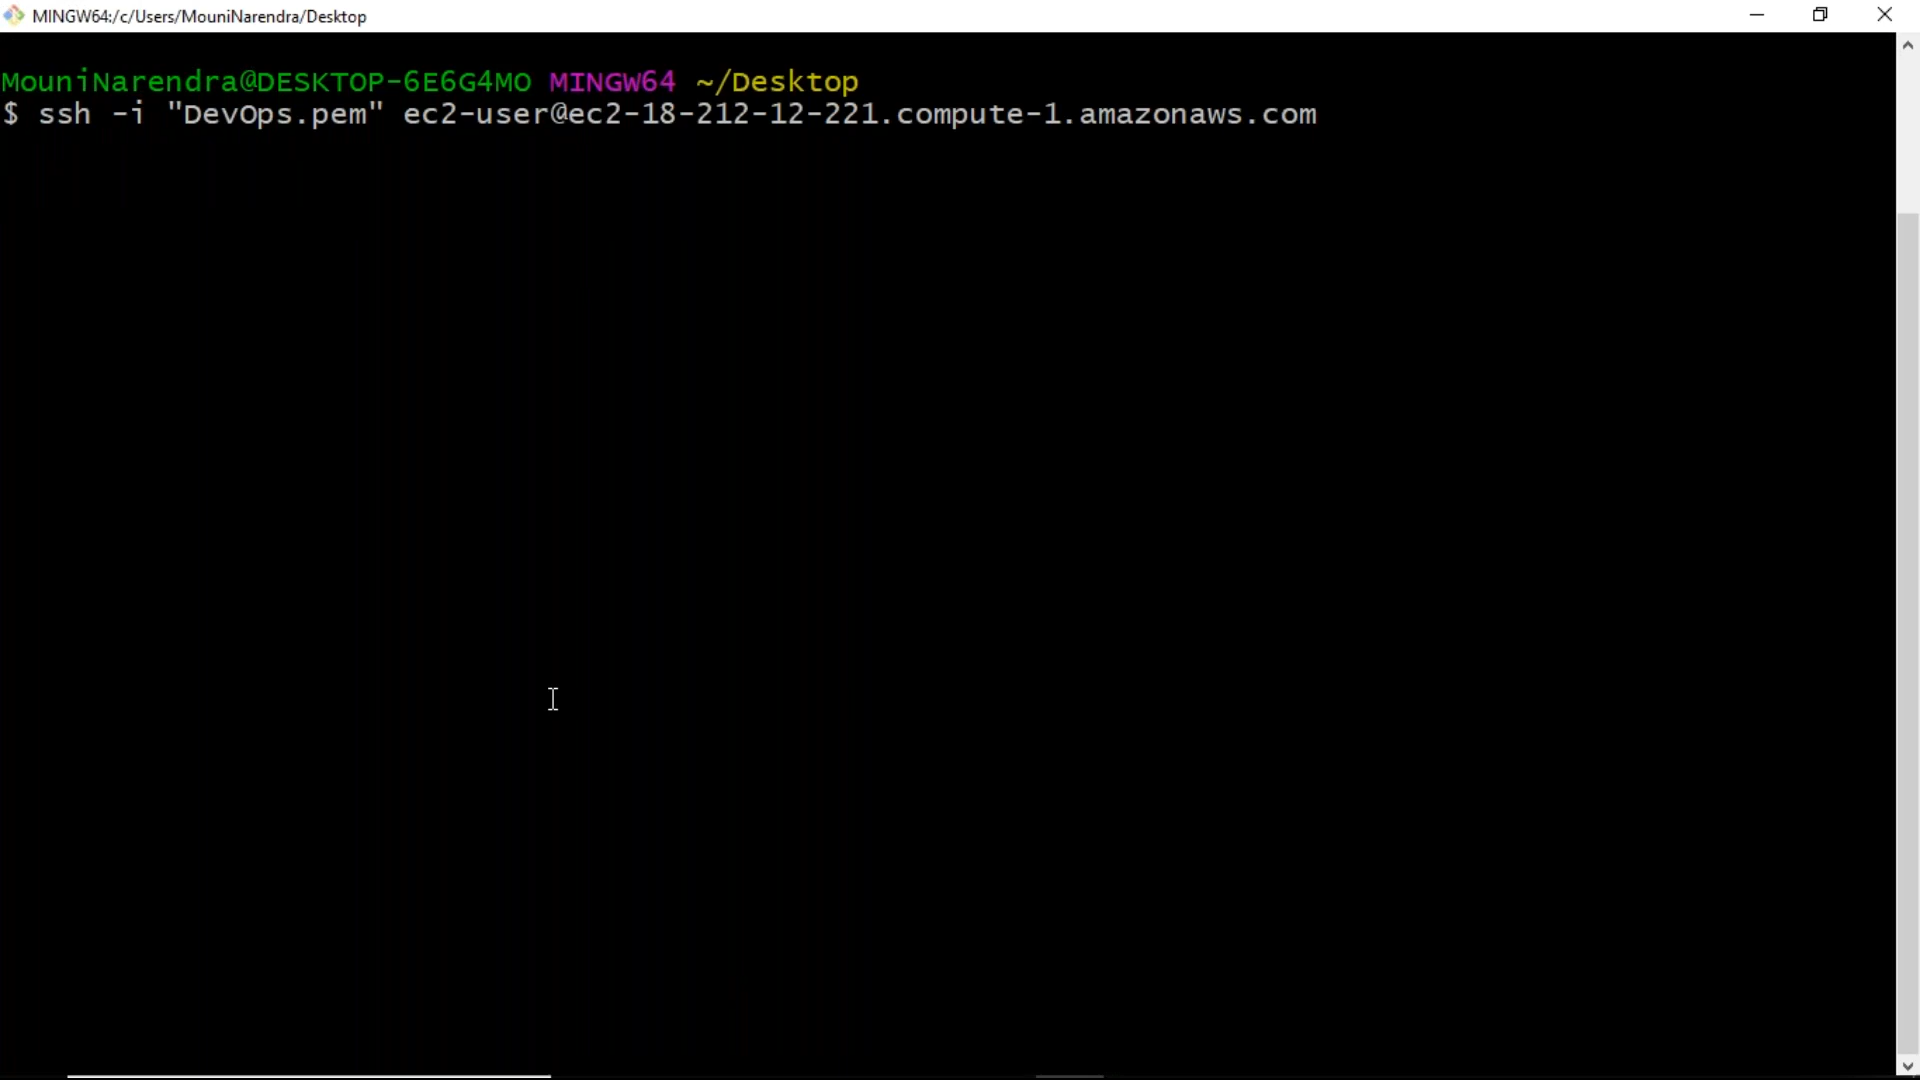 MINGW64:/c/Users/MouniNarendra/Desktop
MouniNarendra@DESKTOP-6E6G4MO MINGW64 ~/Desktop
$ ssh -i "DevOps.pem" ec2-user@ec2-18-212-12-221.compute-1.amazonaws.com